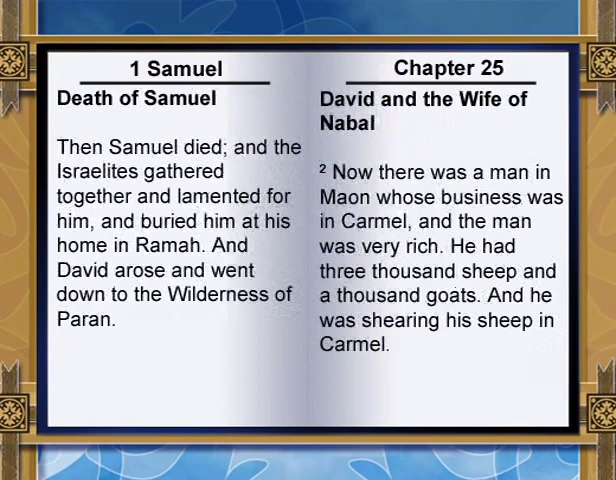 1 Samuel
Death of Samuel
Then Samuel died; and the
Israelites gathered
together and lamented for
him, and buried him at his
home in Ramah. And
David arose and went
down to the Wilderness of
Paran.
Chapter 25
David and the Wife of
Nabal
² Now there was a man in
Maon whose business was
in Carmel, and the man
was very rich. He had
three thousand sheep and
a thousand goats. And he
was shearing his sheep in
Carmel.